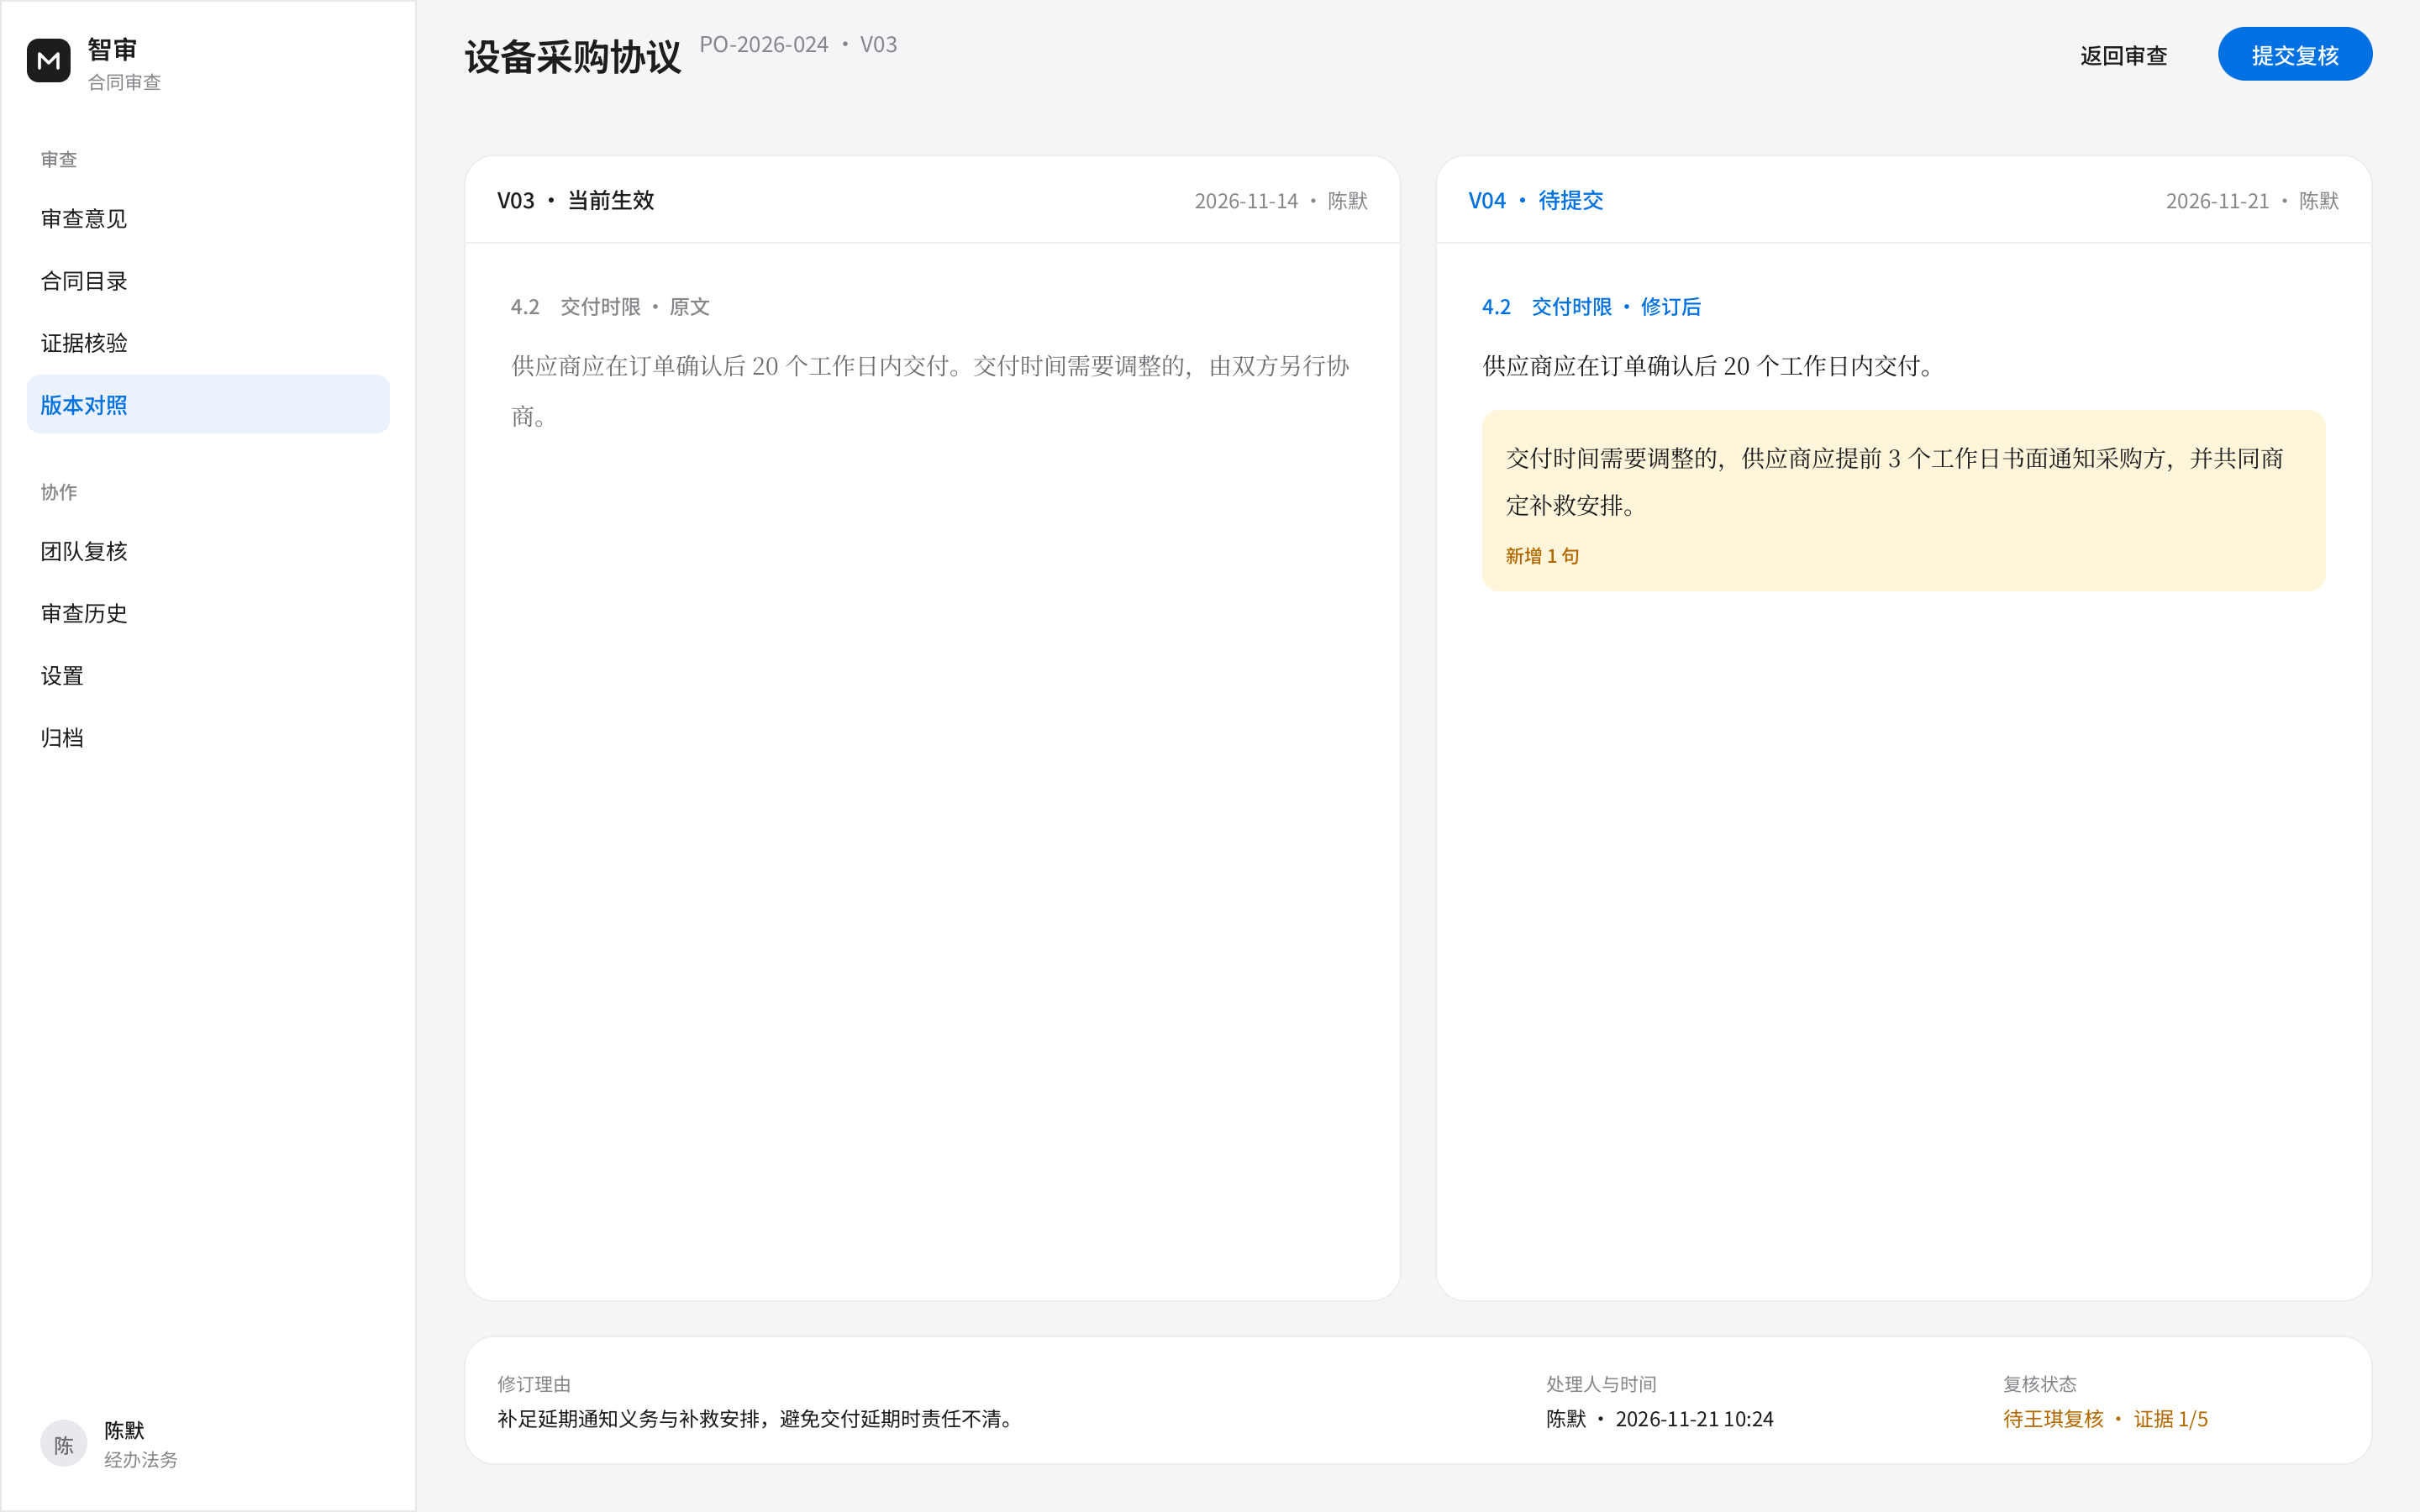 智审
合同审查
审查
审查意见
合同目录
证据核验
版本对照
协作
团队复核
审查历史
设置
归档
陈
陈默
经办法务
设备采购协议 PO-2026-024 · V03
返回审查
提交复核
V03 · 当前生效
2026-11-14 · 陈默
4.2 交付时限 · 原文
供应商应在订单确认后 20 个工作日内交付。交付时间需要调整的，由双方另行协
商。
V04 · 待提交
2026-11-21 · 陈默
4.2 交付时限 · 修订后
供应商应在订单确认后 20 个工作日内交付。
交付时间需要调整的，供应商应提前 3 个工作日书面通知采购方，并共同商
定补救安排。
新增 1 句
修订理由
补足延期通知义务与补救安排，避免交付延期时责任不清。
处理人与时间
陈默 · 2026-11-21 10:24
复核状态
待王琪复核 · 证据 1/5